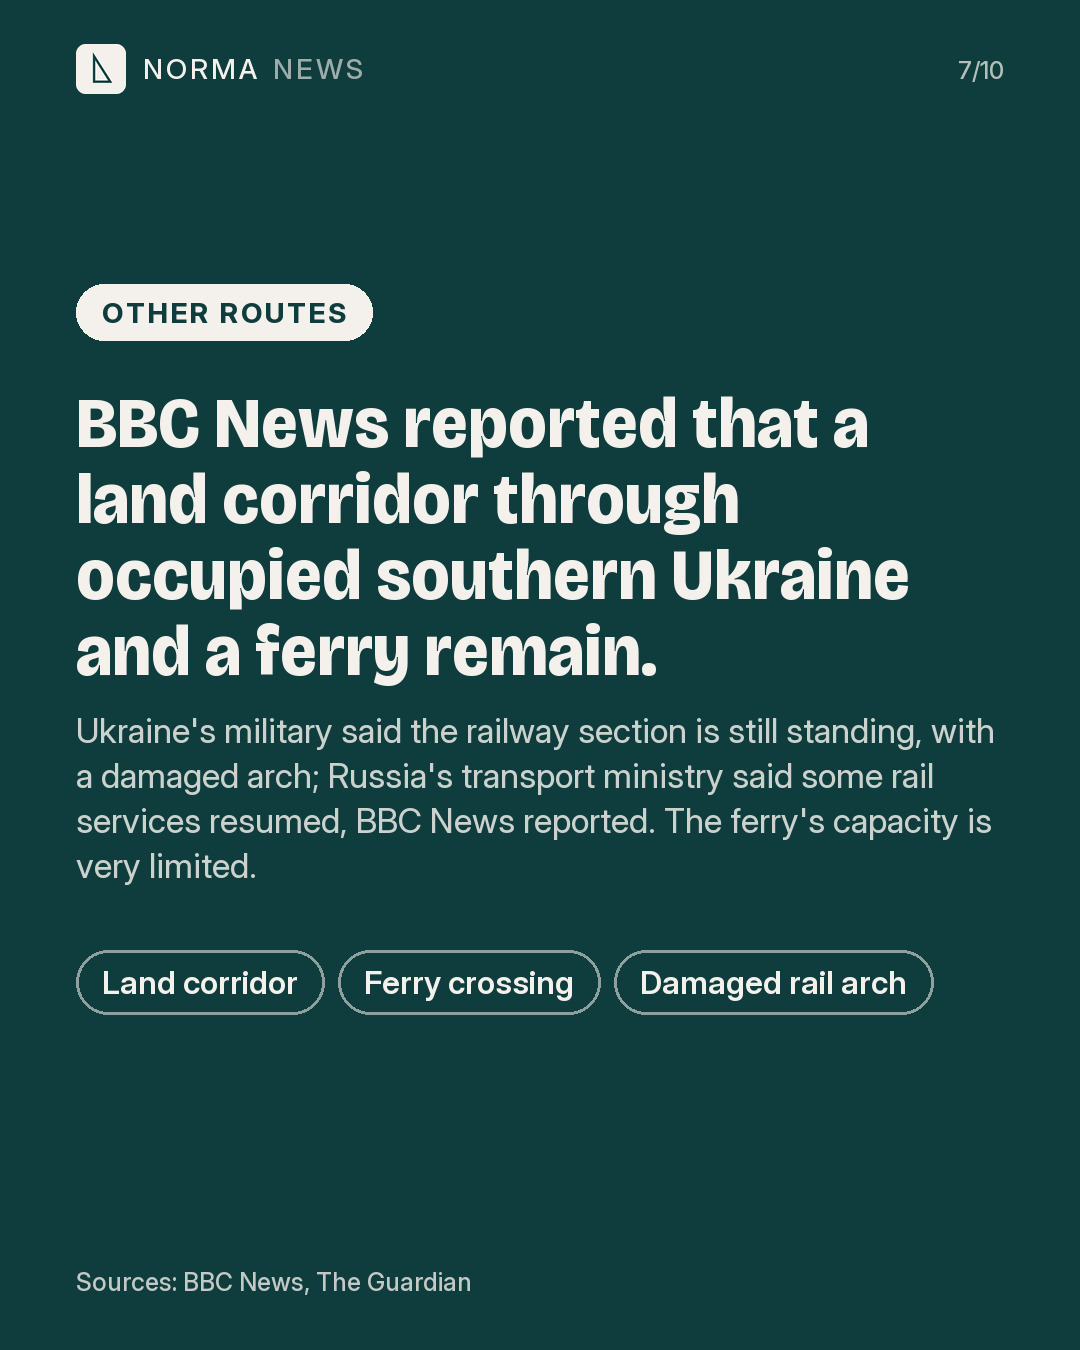 NORMA NEWS
7/10
OTHER ROUTES
BBC News reported that a
land corridor through
occupied southern Ukraine
and a ferry remain.
Ukraine's military said the railway section is still standing, with
a damaged arch; Russia's transport ministry said some rail
services resumed, BBC News reported. The ferry's capacity is
very limited.
Land corridor
Ferry crossing
Damaged rail arch
Sources: BBC News, The Guardian